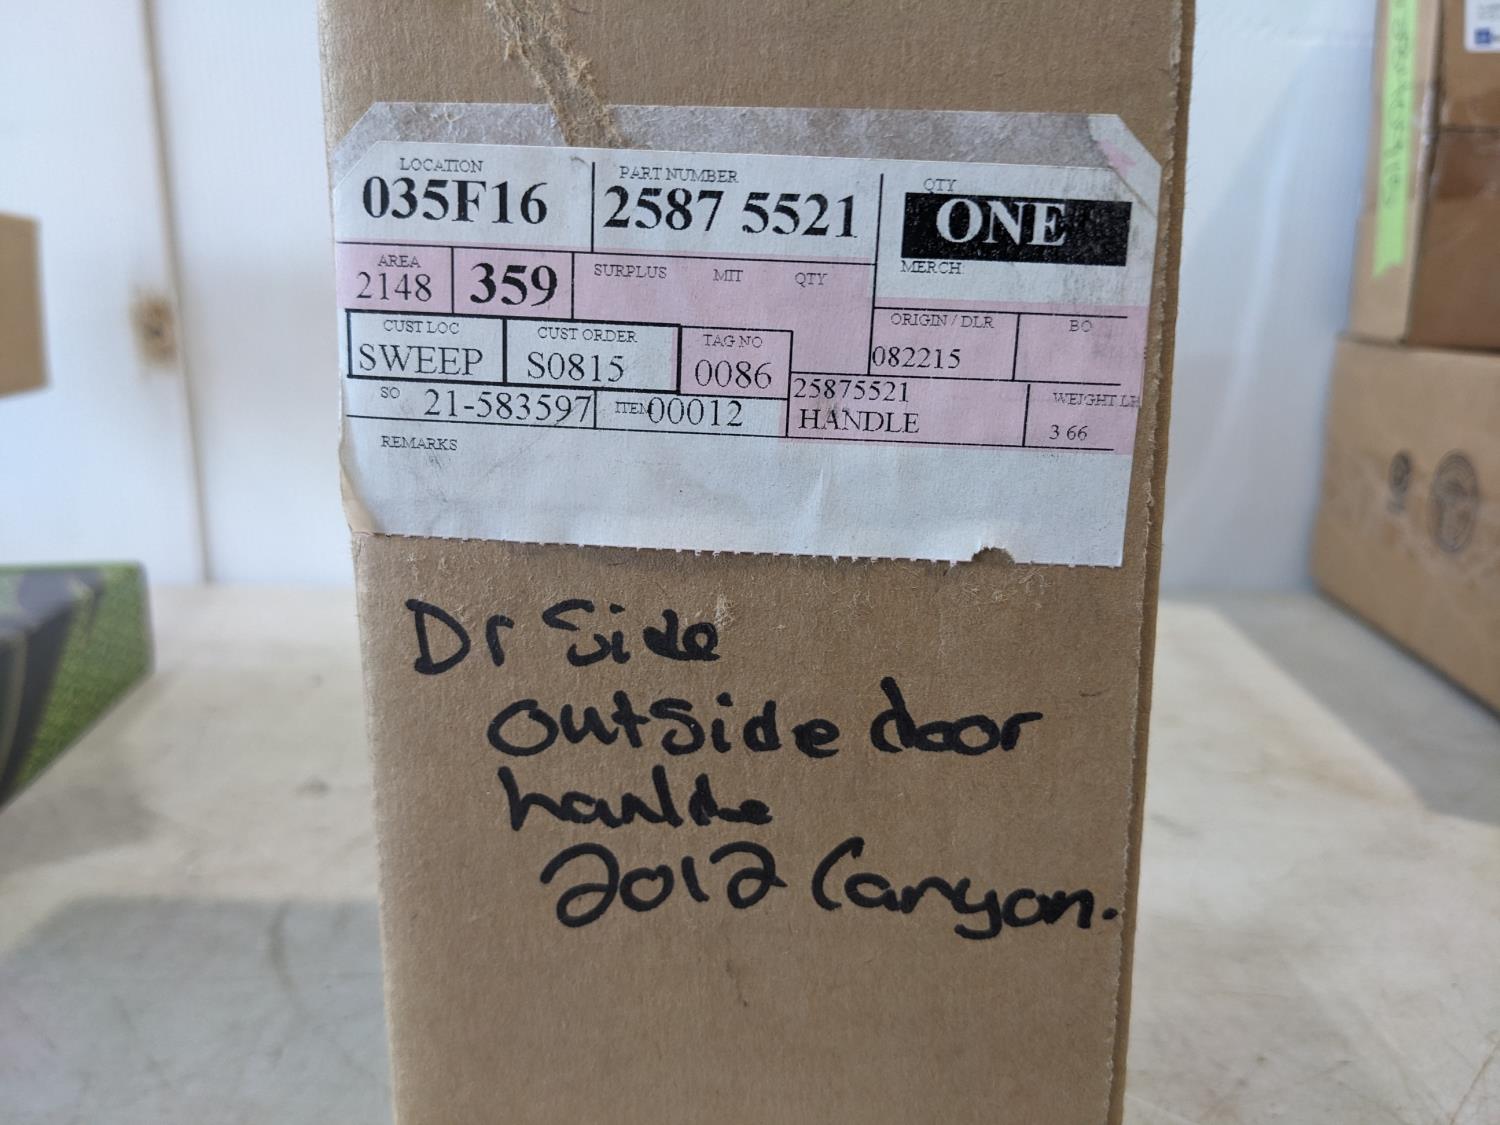 LOCATION
035F16
PART NUMBER
2587 5521
QTY
ONE
MERCH
AREA
2148
359
SURPLUS MIT QTY
ORIGIN / DLR
082215
BO
CUST LOC
SWEEP
CUST ORDER
S0815
TAG NO
0086
25875521
HANDLE
WEIGHT
3 66
SO 21-583597
ITEM 00012
REMARKS
Dr Side
outside door
handle
2012 Canyon.